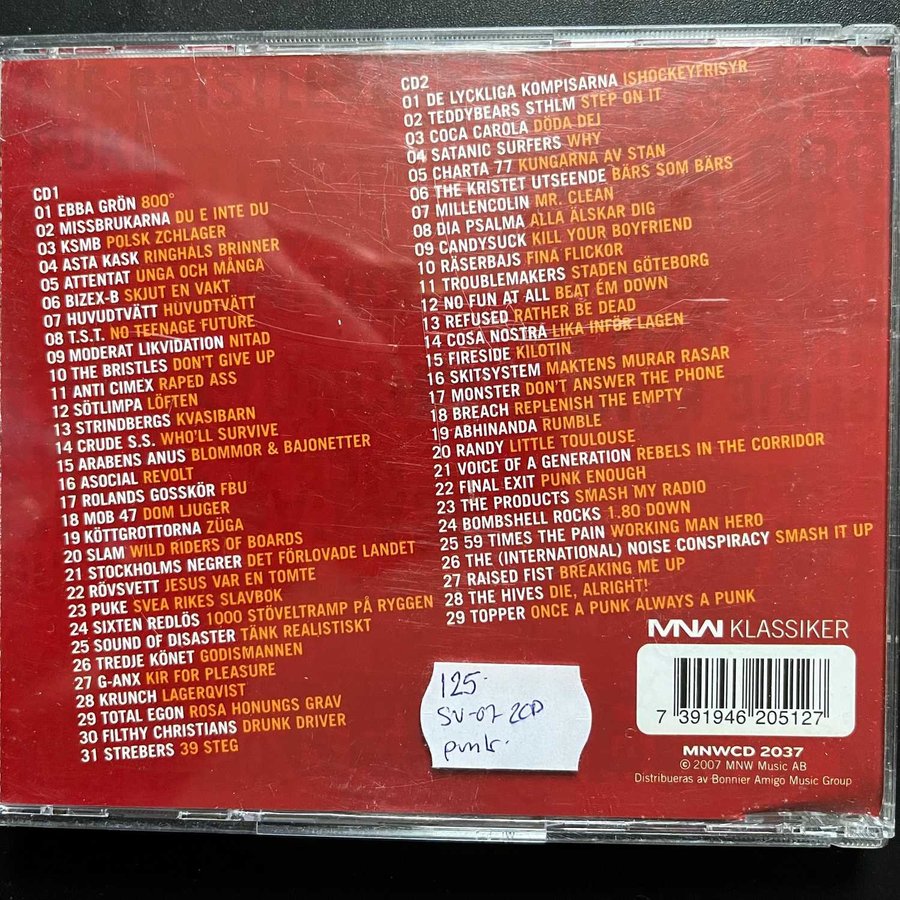 CD1
01 EBBA GRÖN 800°
02 MISSBRUKARNA DU E INTE DU
03 KSMB POLSK ZCHLAGER
04 ASTA KASK RINGHALS BRINNER
05 ATTENTAT UNGA OCH MÅNGA
06 BIZEX-B SKJUT EN VAKT
07 HUVUDTVÄTT HUVUDTVÄTT
08 T.S.T. NO TEENAGE FUTURE
09 MODERAT LIKVIDATION NITAD
10 THE BRISTLES DON'T GIVE UP
11 ANTI CIMEX RAPED ASS
12 SÖTLIMPA LÖFTEN
13 STRINDBERGS KVASIBARN
14 CRUDE S.S. WHO'LL SURVIVE
15 ARABENS ANUS BLOMMOR & BAJONETTER
16 ASOCIAL REVOLT
17 ROLANDS GOSSKÖR FBU
18 MOB 47 DOM LJUGER
19 KÖTTGROTTORNA ZÜGA
20 SLAM WILD RIDERS OF BOARDS
21 STOCKHOLMS NEGRER DET FÖRLOVADE LANDET
22 RÖVSVETT JESUS VAR EN TOMTE
23 PUKE SVEA RIKES SLAVBOK
24 SIXTEN REDLÖS 1000 STÖVELTRAMP PÅ RYGGEN
25 SOUND OF DISASTER TÄNK REALISTISKT
26 TREDJE KÖNET GODISMANNEN
27 G-ANX KIR FOR PLEASURE
28 KRUNCH LAGERQVIST
29 TOTAL EGON ROSA HONUNGS GRAV
30 FILTHY CHRISTIANS DRUNK DRIVER
31 STREBERS 39 STEG
CD2
01 DE LYCKLIGA KOMPISARNA ISHOCKEYFRISYR
02 TEDDYBEARS STHLM STEP ON IT
03 COCA CAROLA DÖDA DEJ
04 SATANIC SURFERS WHY
05 CHARTA 77 KUNGARNA AV STAN
06 THE KRISTET UTSEENDE BÄRS SOM BÄRS
07 MILLENCOLIN MR. CLEAN
08 DIA PSALMA ALLA ÄLSKAR DIG
09 CANDYSUCK KILL YOUR BOYFRIEND
10 RÄSERBAJS FINA FLICKOR
11 TROUBLEMAKERS STADEN GÖTEBORG
12 NO FUN AT ALL BEAT ÉM DOWN
13 REFUSED RATHER BE DEAD
14 COSA NOSTRA LIKA INFÖR LAGEN
15 FIRESIDE KILOTIN
16 SKITSYSTEM MAKTENS MURAR RASAR
17 MONSTER DON'T ANSWER THE PHONE
18 BREACH REPLENISH THE EMPTY
19 ABHINANDA RUMBLE
20 RANDY LITTLE TOULOUSE
21 VOICE OF A GENERATION REBELS IN THE CORRIDOR
22 FINAL EXIT PUNK ENOUGH
23 THE PRODUCTS SMASH MY RADIO
24 BOMBSHELL ROCKS 1.80 DOWN
25 59 TIMES THE PAIN WORKING MAN HERO
26 THE (INTERNATIONAL) NOISE CONSPIRACY SMASH IT UP
27 RAISED FIST BREAKING ME UP
28 THE HIVES DIE, ALRIGHT!
29 TOPPER ONCE A PUNK ALWAYS A PUNK
MNW KLASSIKER
7 391946 205127
MNWCD 2037
© 2007 MNW Music AB
Distribueras av Bonnier Amigo Music Group
125-
SV-07 2CD
punk.